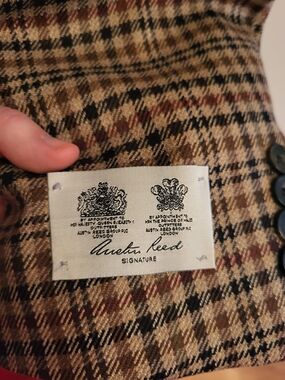 BY APPOINTMENT TO
HER MAJESTY QUEEN ELIZABETH II
OUTFITTERS
AUSTIN REED GROUP PLC
LONDON
BY APPOINTMENT TO
HRH THE PRINCE OF WALES
OUTFITTERS
AUSTIN REED GROUP PLC
LONDON
Austin Reed
SIGNATURE